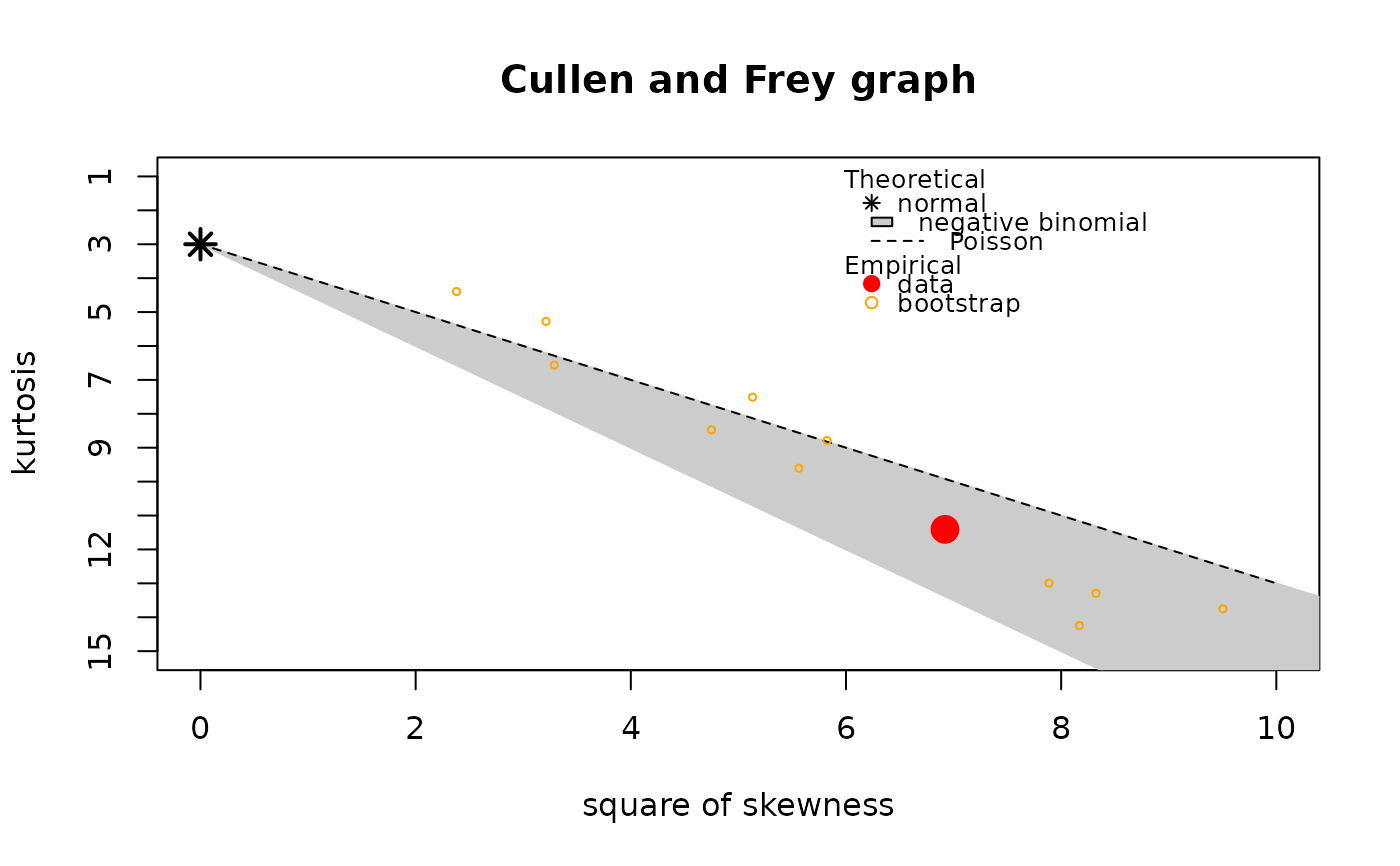 Cullen and Frey graph
Theoretical
normal
negative binomial
Poisson
Empirical
data
bootstrap
kurtosis
1
3
5
7
9
12
15
0 2 4 6 8 10
square of skewness